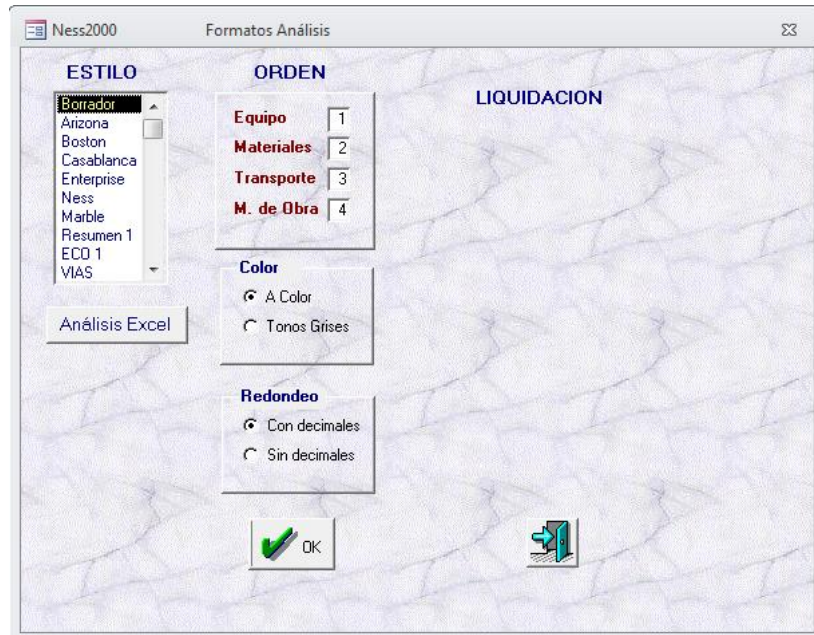 Ness2000 Formatos Análisis
ESTILO
Borrador
Arizona
Boston
Casablanca
Enterprise
Ness
Marble
Resumen 1
ECO 1
VIAS
Análisis Excel
ORDEN
Equipo 1
Materiales 2
Transporte 3
M. de Obra 4
Color
A Color
Tonos Grises
Redondeo
Con decimales
Sin decimales
OK
LIQUIDACION